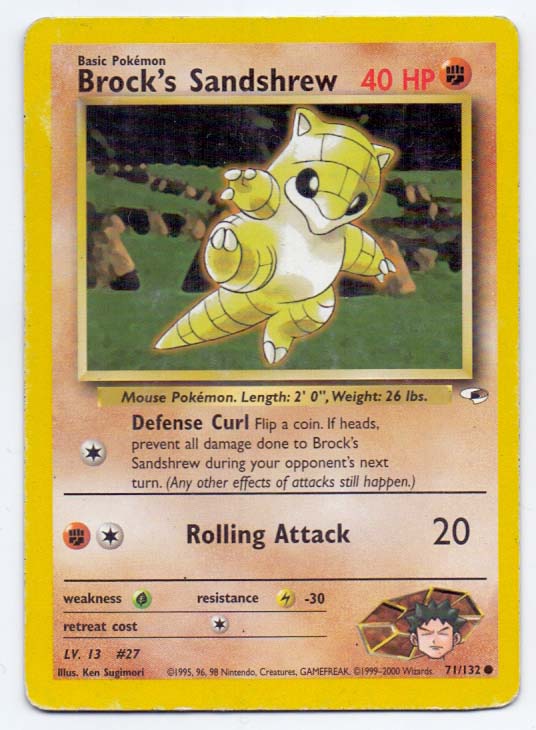 Basic Pokémon
Brock's Sandshrew 40 HP
Mouse Pokémon. Length: 2' 0", Weight: 26 lbs.
Defense Curl Flip a coin. If heads,
prevent all damage done to Brock's
Sandshrew during your opponent's next
turn. (Any other effects of attacks still happen.)
Rolling Attack 20
weakness resistance -30
retreat cost
LV. 13 #27
Illus. Ken Sugimori ©1995, 96, 98 Nintendo, Creatures, GAMEFREAK. ©1999-2000 Wizards. 71/132